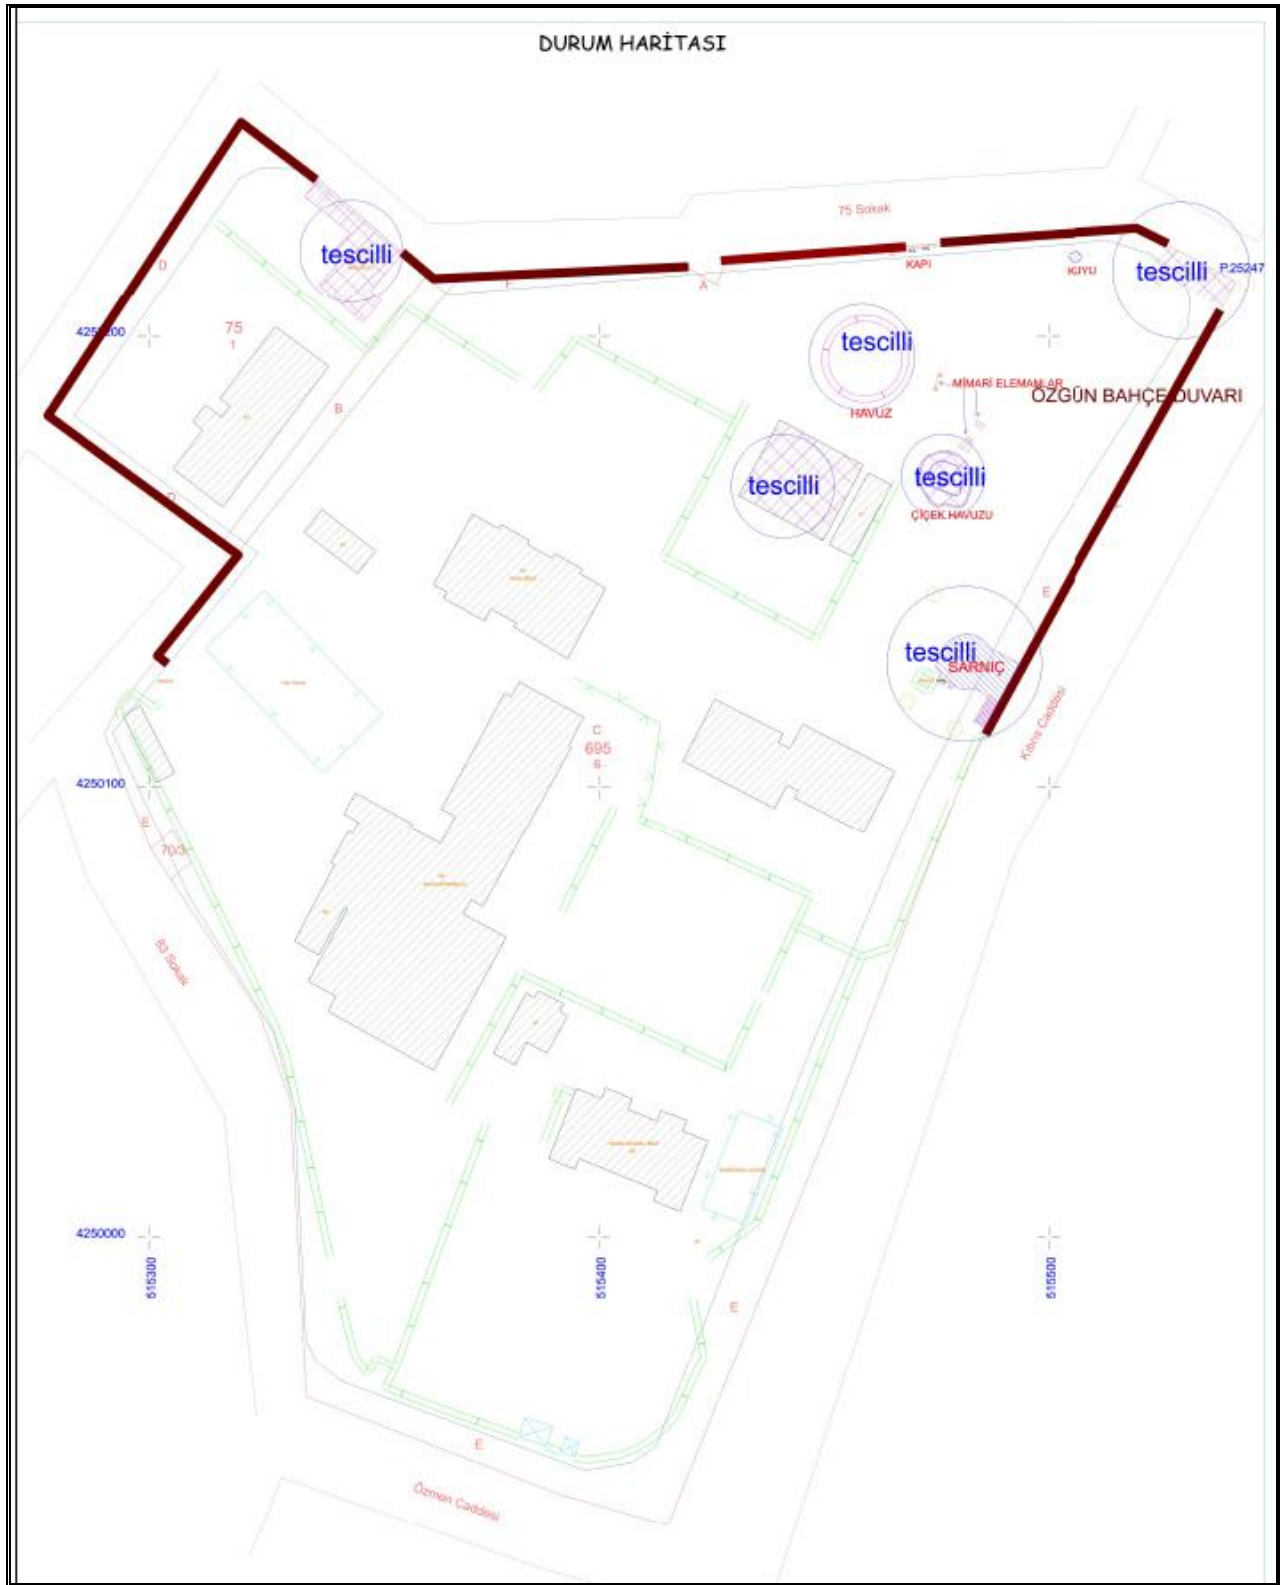 DURUM HARİTASI
75 Sokak
tescilli
KAPI
KUYU
tescilli
P.25247
D
F
A
75
1
tescilli
MİMARİ ELEMANLAR
ÖZGÜN BAHÇE DUVARI
HAVUZ
B
tescilli
tescilli
ÇİÇEK HAVUZU
D
E
tescilli
SARNIÇ
Kıbrıs Caddesi
C
695
4250100
E
70/3
83 Sokak
4250000
515300
515400
515500
E
E
Özmen Caddesi